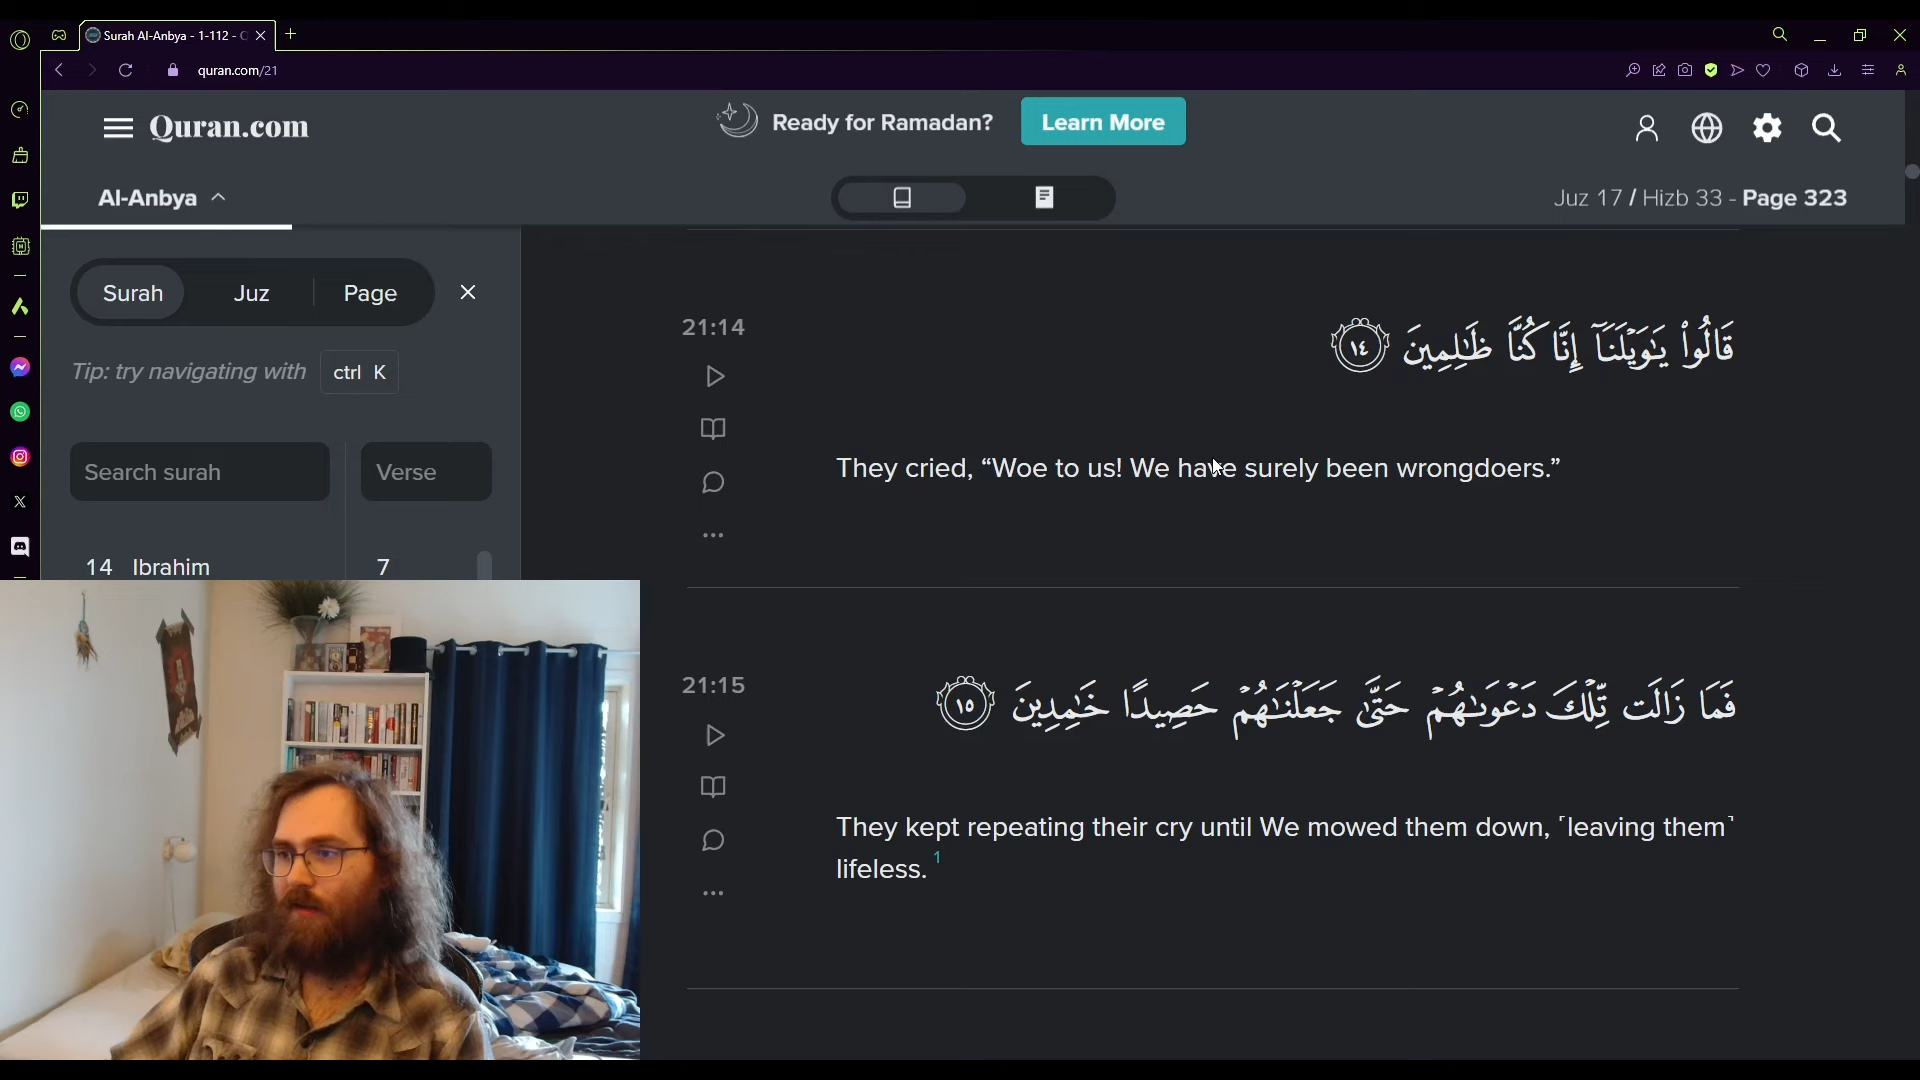 Surah Al-Anbya - 1-112 -
quran.com/21
Quran.com
Ready for Ramadan?
Learn More
Al-Anbya
Juz 17 / Hizb 33 - Page 323
Surah
Juz
Page
Tip: try navigating with ctrl K
Search surah
Verse
14 Ibrahim
7
21:14
قَالُوا۟ يَـٰوَيْلَنَآ إِنَّا كُنَّا ظَـٰلِمِينَ ١٤
They cried, “Woe to us! We have surely been wrongdoers.”
21:15
فَمَا زَالَت تِّلْكَ دَعْوَىٰهُمْ حَتَّىٰ جَعَلْنَـٰهُمْ حَصِيدًا خَـٰمِدِينَ ١٥
They kept repeating their cry until We mowed them down, ˹leaving them˺
lifeless. 1